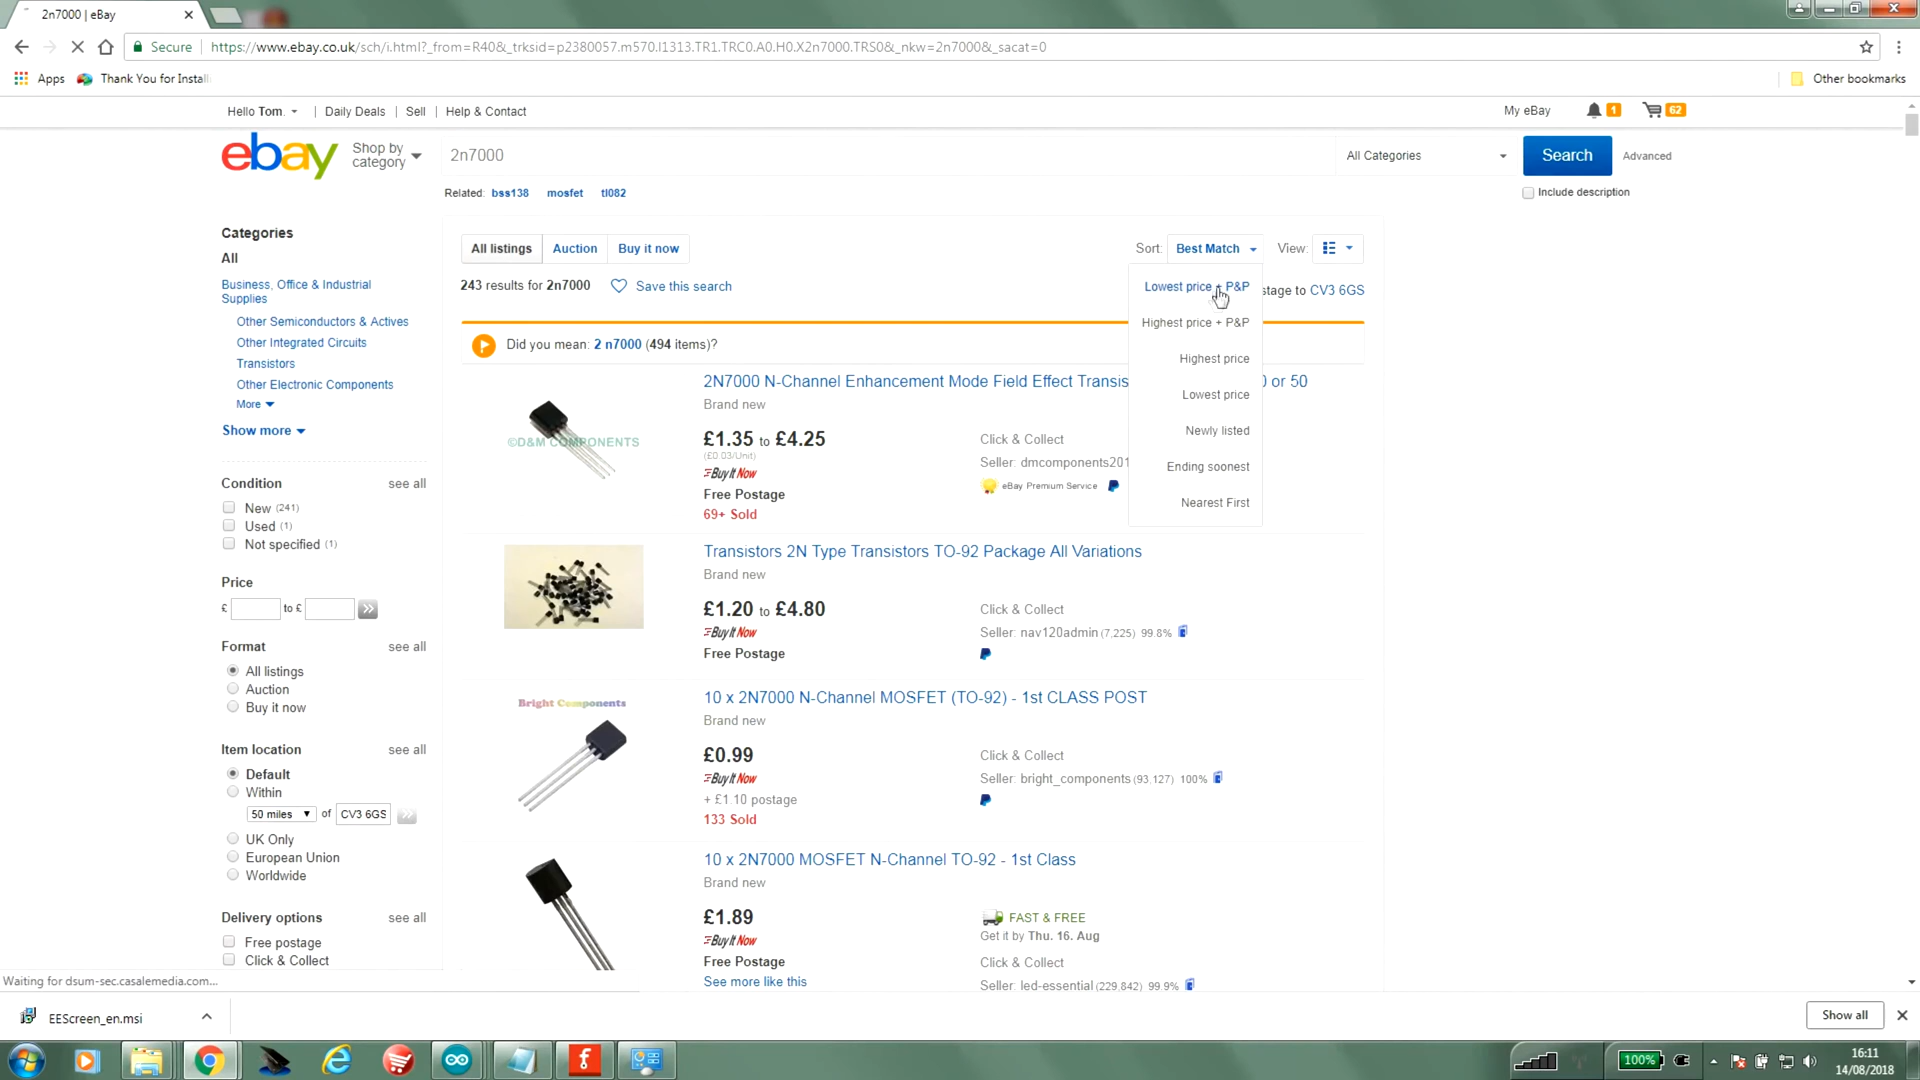 2n7000 | eBay
Secure
https://www.ebay.co.uk/sch/i.html?_from=R40&_trksid=p2380057.m570.l1313.TR1.TRC0.A0.H0.X2n7000.TRS0&_nkw=2n7000&_sacat=0
Apps
Thank You for Install
Other bookmarks
Hello Tom.
Daily Deals
Sell
Help & Contact
My eBay
1
62
ebay
Shop by category
2n7000
All Categories
Search
Advanced
Related: bss138 mosfet tl082
Include description
Categories
All
Business, Office & Industrial Supplies
Other Semiconductors & Actives
Other Integrated Circuits
Transistors
Other Electronic Components
More
Show more
Condition see all
New (241)
Used (1)
Not specified (1)
Price
£ to £
Format see all
All listings
Auction
Buy it now
Item location see all
Default
Within
50 miles of CV3 6GS
UK Only
European Union
Worldwide
Delivery options see all
Free postage
Click & Collect
All listings Auction Buy it now
Sort: Best Match View:
243 results for 2n7000 Save this search
stage to CV3 6GS
Lowest price + P&P
Highest price + P&P
Highest price
Lowest price
Newly listed
Ending soonest
Nearest First
Did you mean: 2 n7000 (494 items)?
©D&M COMPONENTS
2N7000 N-Channel Enhancement Mode Field Effect Transis 0 or 50
Brand new
£1.35 to £4.25
(£0.03/Unit)
Buy It Now
Free Postage
69+ Sold
Click & Collect
Seller: dmcomponents201
eBay Premium Service
Transistors 2N Type Transistors TO-92 Package All Variations
Brand new
£1.20 to £4.80
Buy It Now
Free Postage
Click & Collect
Seller: nav120admin (7,225) 99.8%
Bright Components
10 x 2N7000 N-Channel MOSFET (TO-92) - 1st CLASS POST
Brand new
£0.99
Buy It Now
+ £1.10 postage
133 Sold
Click & Collect
Seller: bright_components (93,127) 100%
10 x 2N7000 MOSFET N-Channel TO-92 - 1st Class
Brand new
£1.89
Buy It Now
Free Postage
See more like this
FAST & FREE
Get it by Thu. 16. Aug
Click & Collect
Seller: led-essential (229,842) 99.9%
Waiting for dsum-sec.casalemedia.com...
EEScreen_en.msi
Show all
100%
16:11
14/08/2018